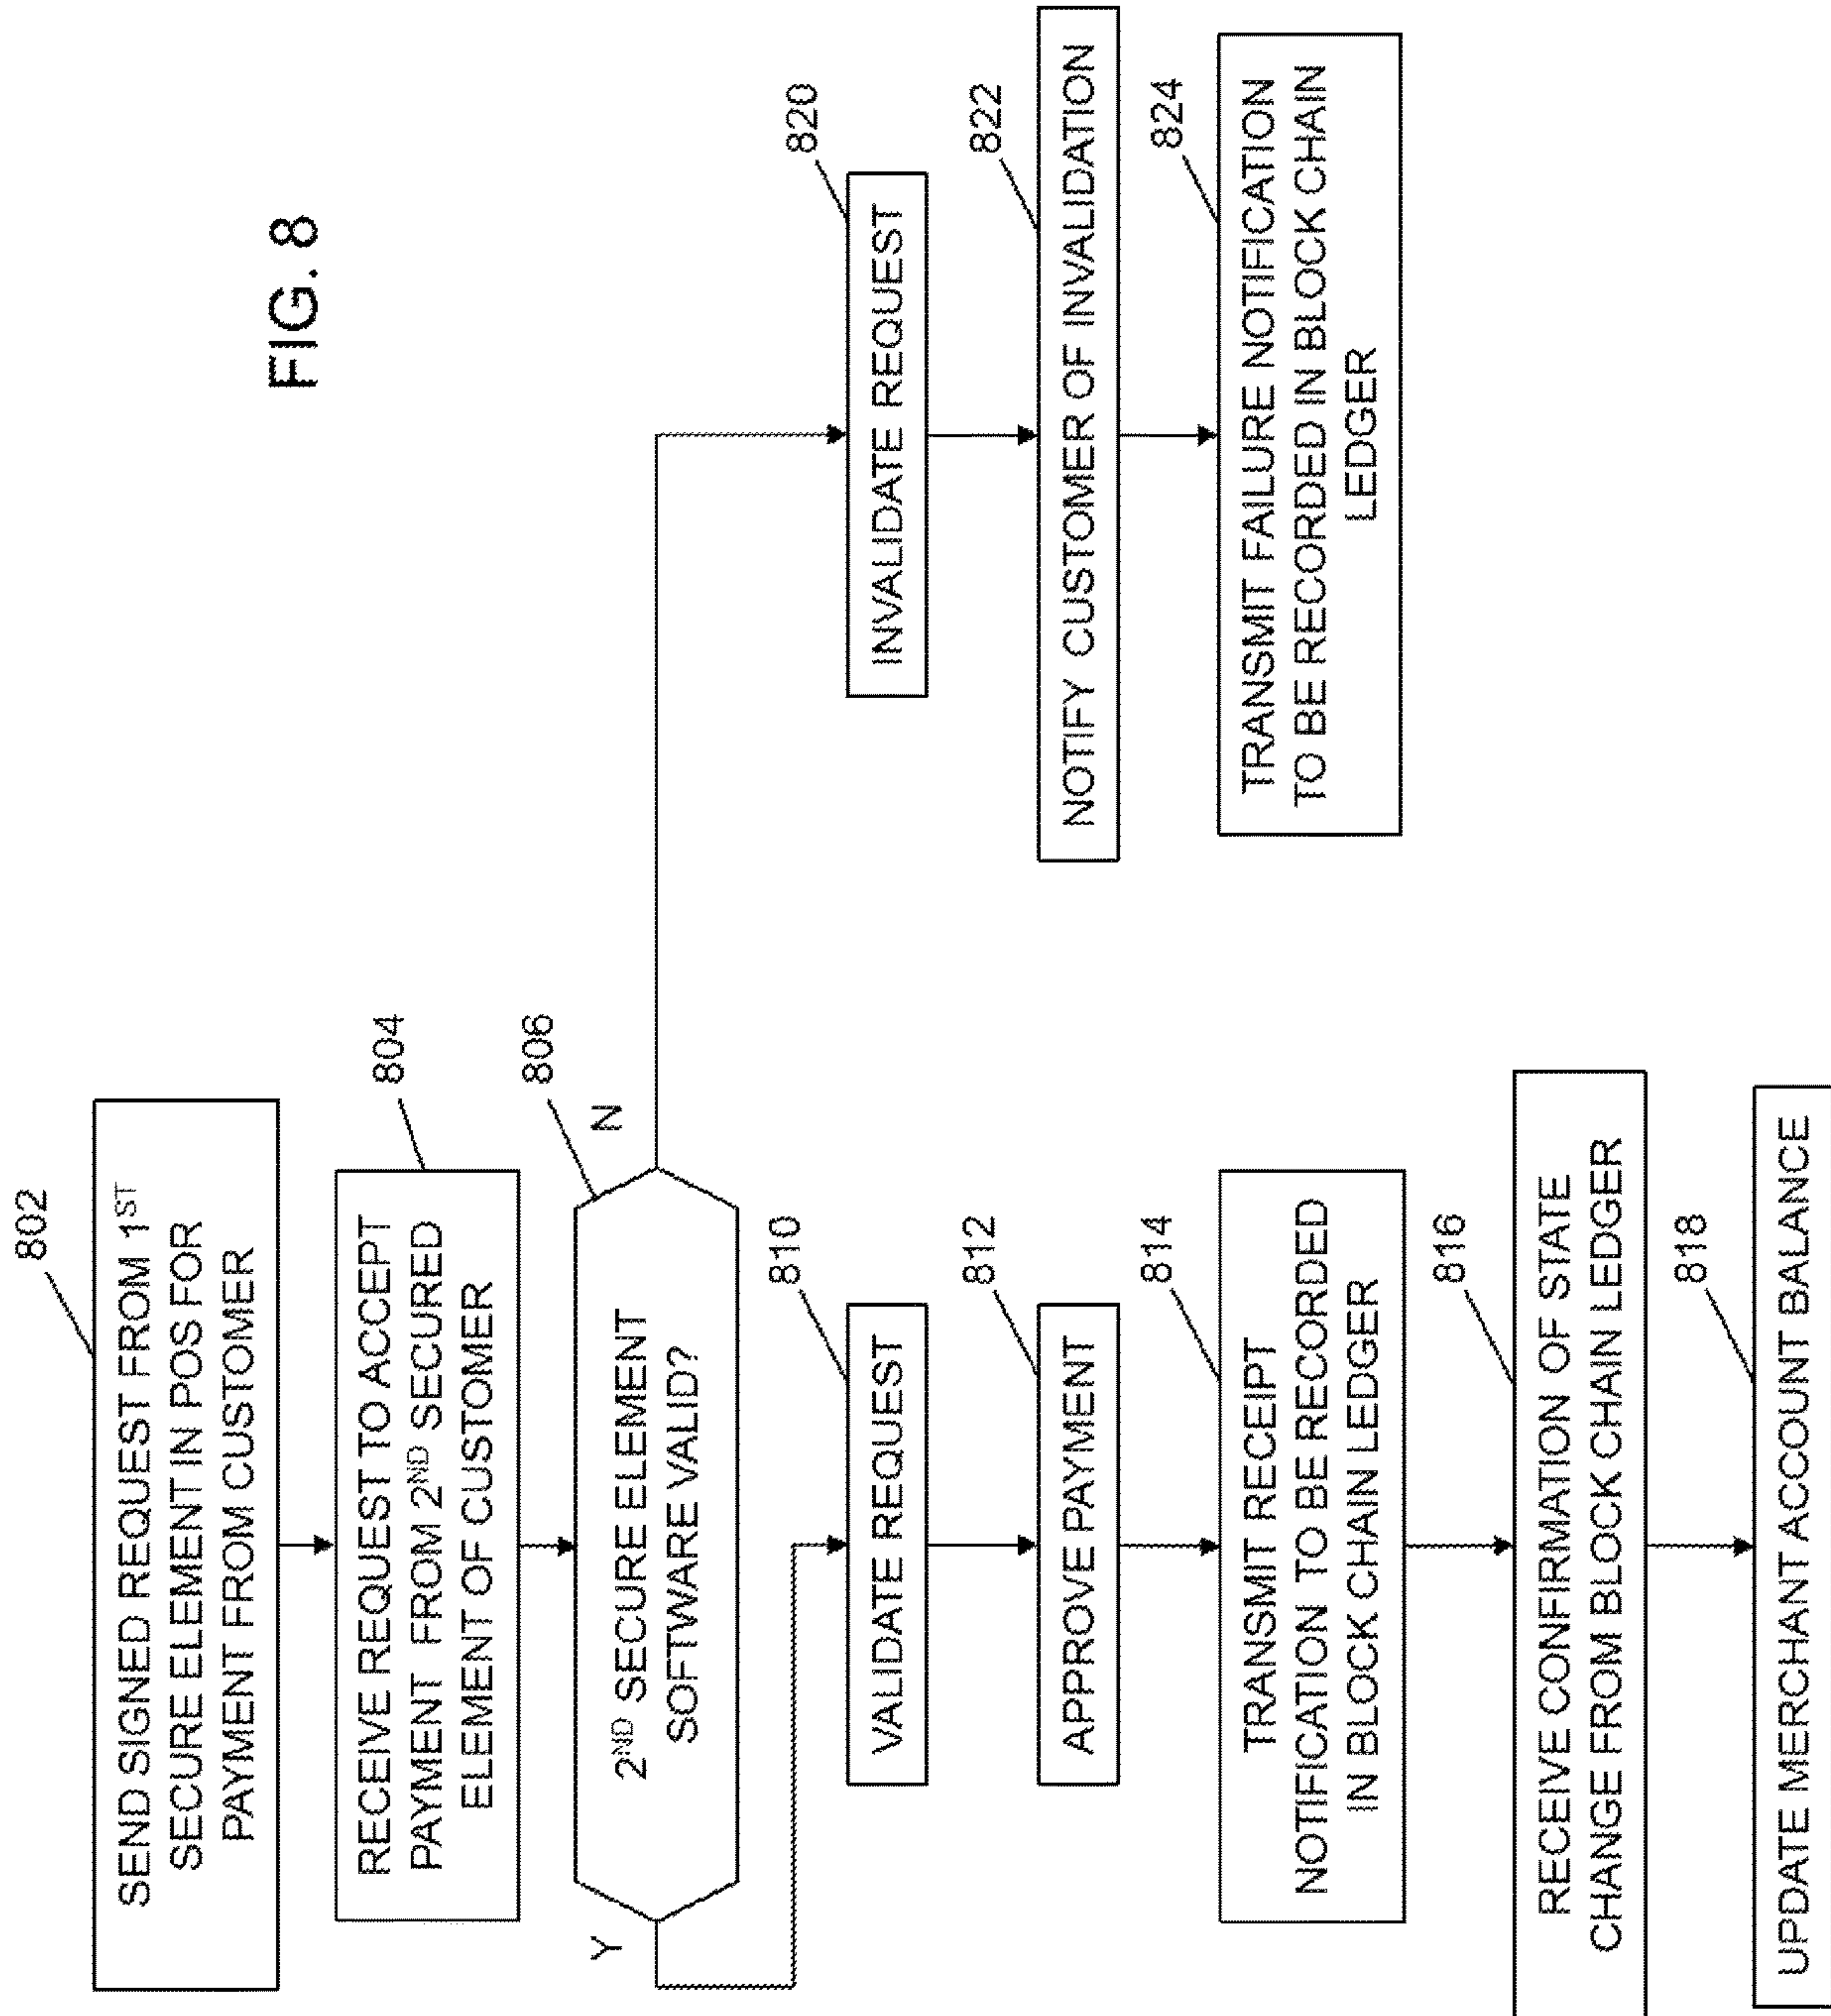 FIG. 8
802
SEND SIGNED REQUEST FROM 1ST
SECURE ELEMENT IN POS FOR
PAYMENT FROM CUSTOMER
804
RECEIVE REQUEST TO ACCEPT
PAYMENT FROM 2ND SECURED
ELEMENT OF CUSTOMER
806
2ND SECURE ELEMENT
SOFTWARE VALID?
Y
N
810
VALIDATE REQUEST
812
APPROVE PAYMENT
814
TRANSMIT RECEIPT
NOTIFICATION TO BE RECORDED
IN BLOCK CHAIN LEDGER
816
RECEIVE CONFIRMATION OF STATE
CHANGE FROM BLOCK CHAIN LEDGER
818
UPDATE MERCHANT ACCOUNT BALANCE
820
INVALIDATE REQUEST
822
NOTIFY CUSTOMER OF INVALIDATION
824
TRANSMIT FAILURE NOTIFICATION
TO BE RECORDED IN BLOCK CHAIN
LEDGER